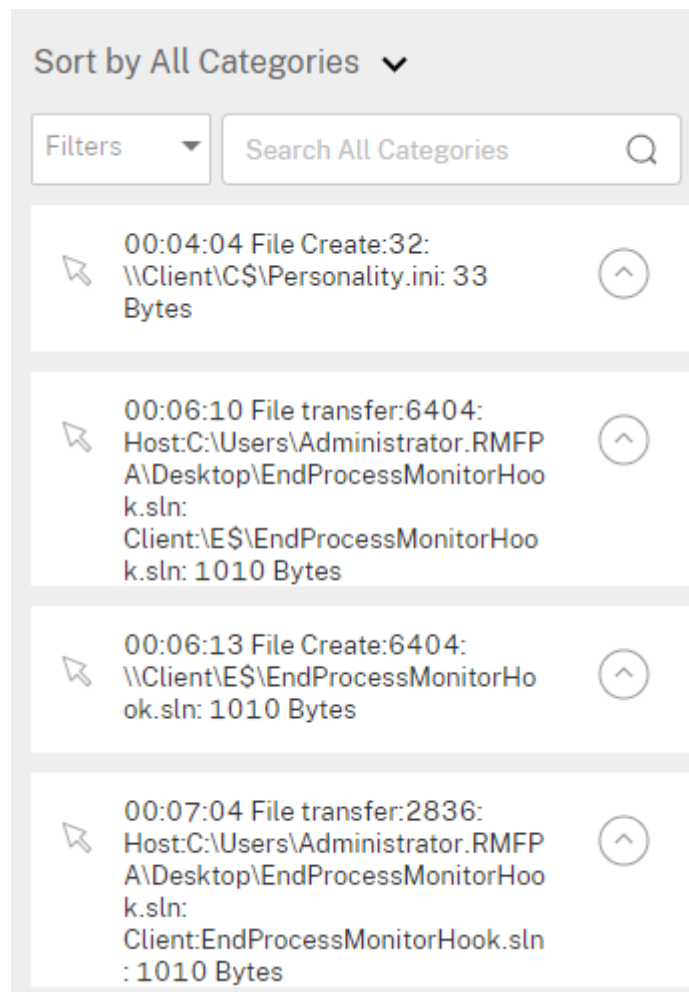 Sort by All Categories
Filters
Search All Categories
00:04:04 File Create:32:
\\Client\C$\Personality.ini: 33
Bytes
00:06:10 File transfer:6404:
Host:C:\Users\Administrator.RMFP
A\Desktop\EndProcessMonitorHoo
k.sln:
Client:\E$\EndProcessMonitorHoo
k.sln: 1010 Bytes
00:06:13 File Create:6404:
\\Client\E$\EndProcessMonitorHo
ok.sln: 1010 Bytes
00:07:04 File transfer:2836:
Host:C:\Users\Administrator.RMFP
A\Desktop\EndProcessMonitorHoo
k.sln:
Client:EndProcessMonitorHook.sln
: 1010 Bytes